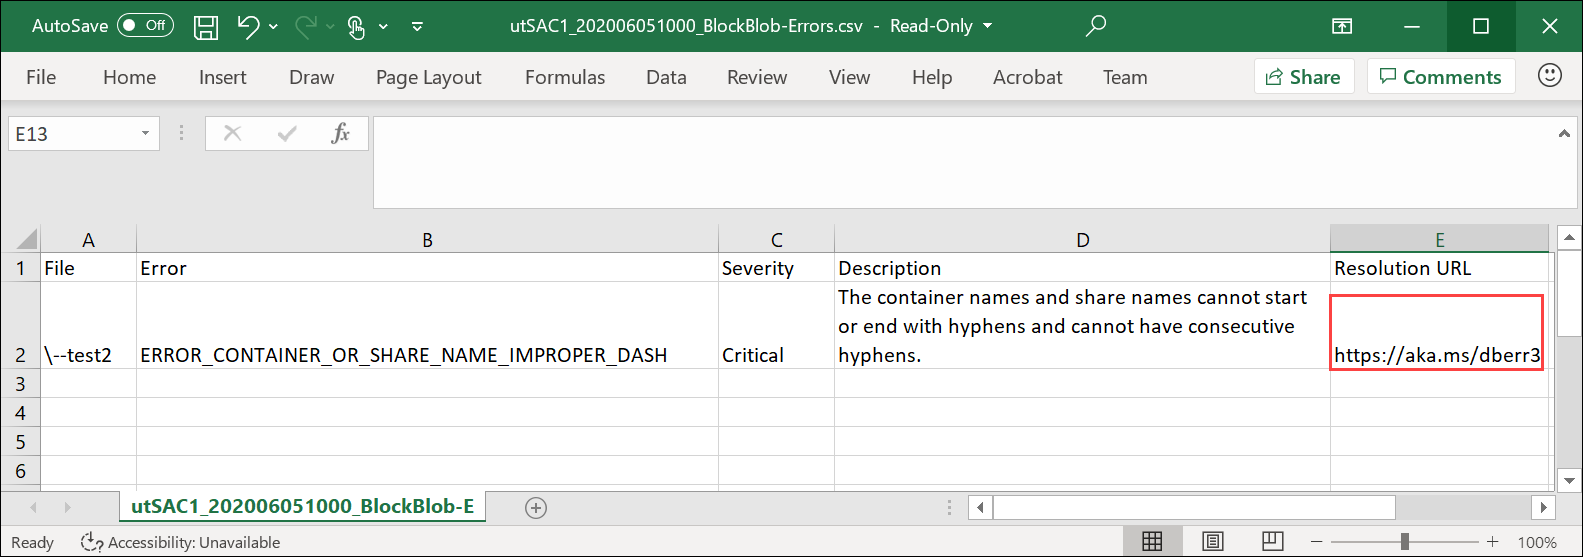 AutoSave Off utSAC1_202006051000_BlockBlob-Errors.csv - Read-Only
File Home Insert Draw Page Layout Formulas Data Review View Help Acrobat Team Share Comments
E13 fx
A B C D E
1 File Error Severity Description Resolution URL
The container names and share names cannot start
or end with hyphens and cannot have consecutive
2 \--test2 ERROR_CONTAINER_OR_SHARE_NAME_IMPROPER_DASH Critical hyphens. https://aka.ms/dberr3
3
4
5
6
utSAC1_202006051000_BlockBlob-E
Ready Accessibility: Unavailable 100%